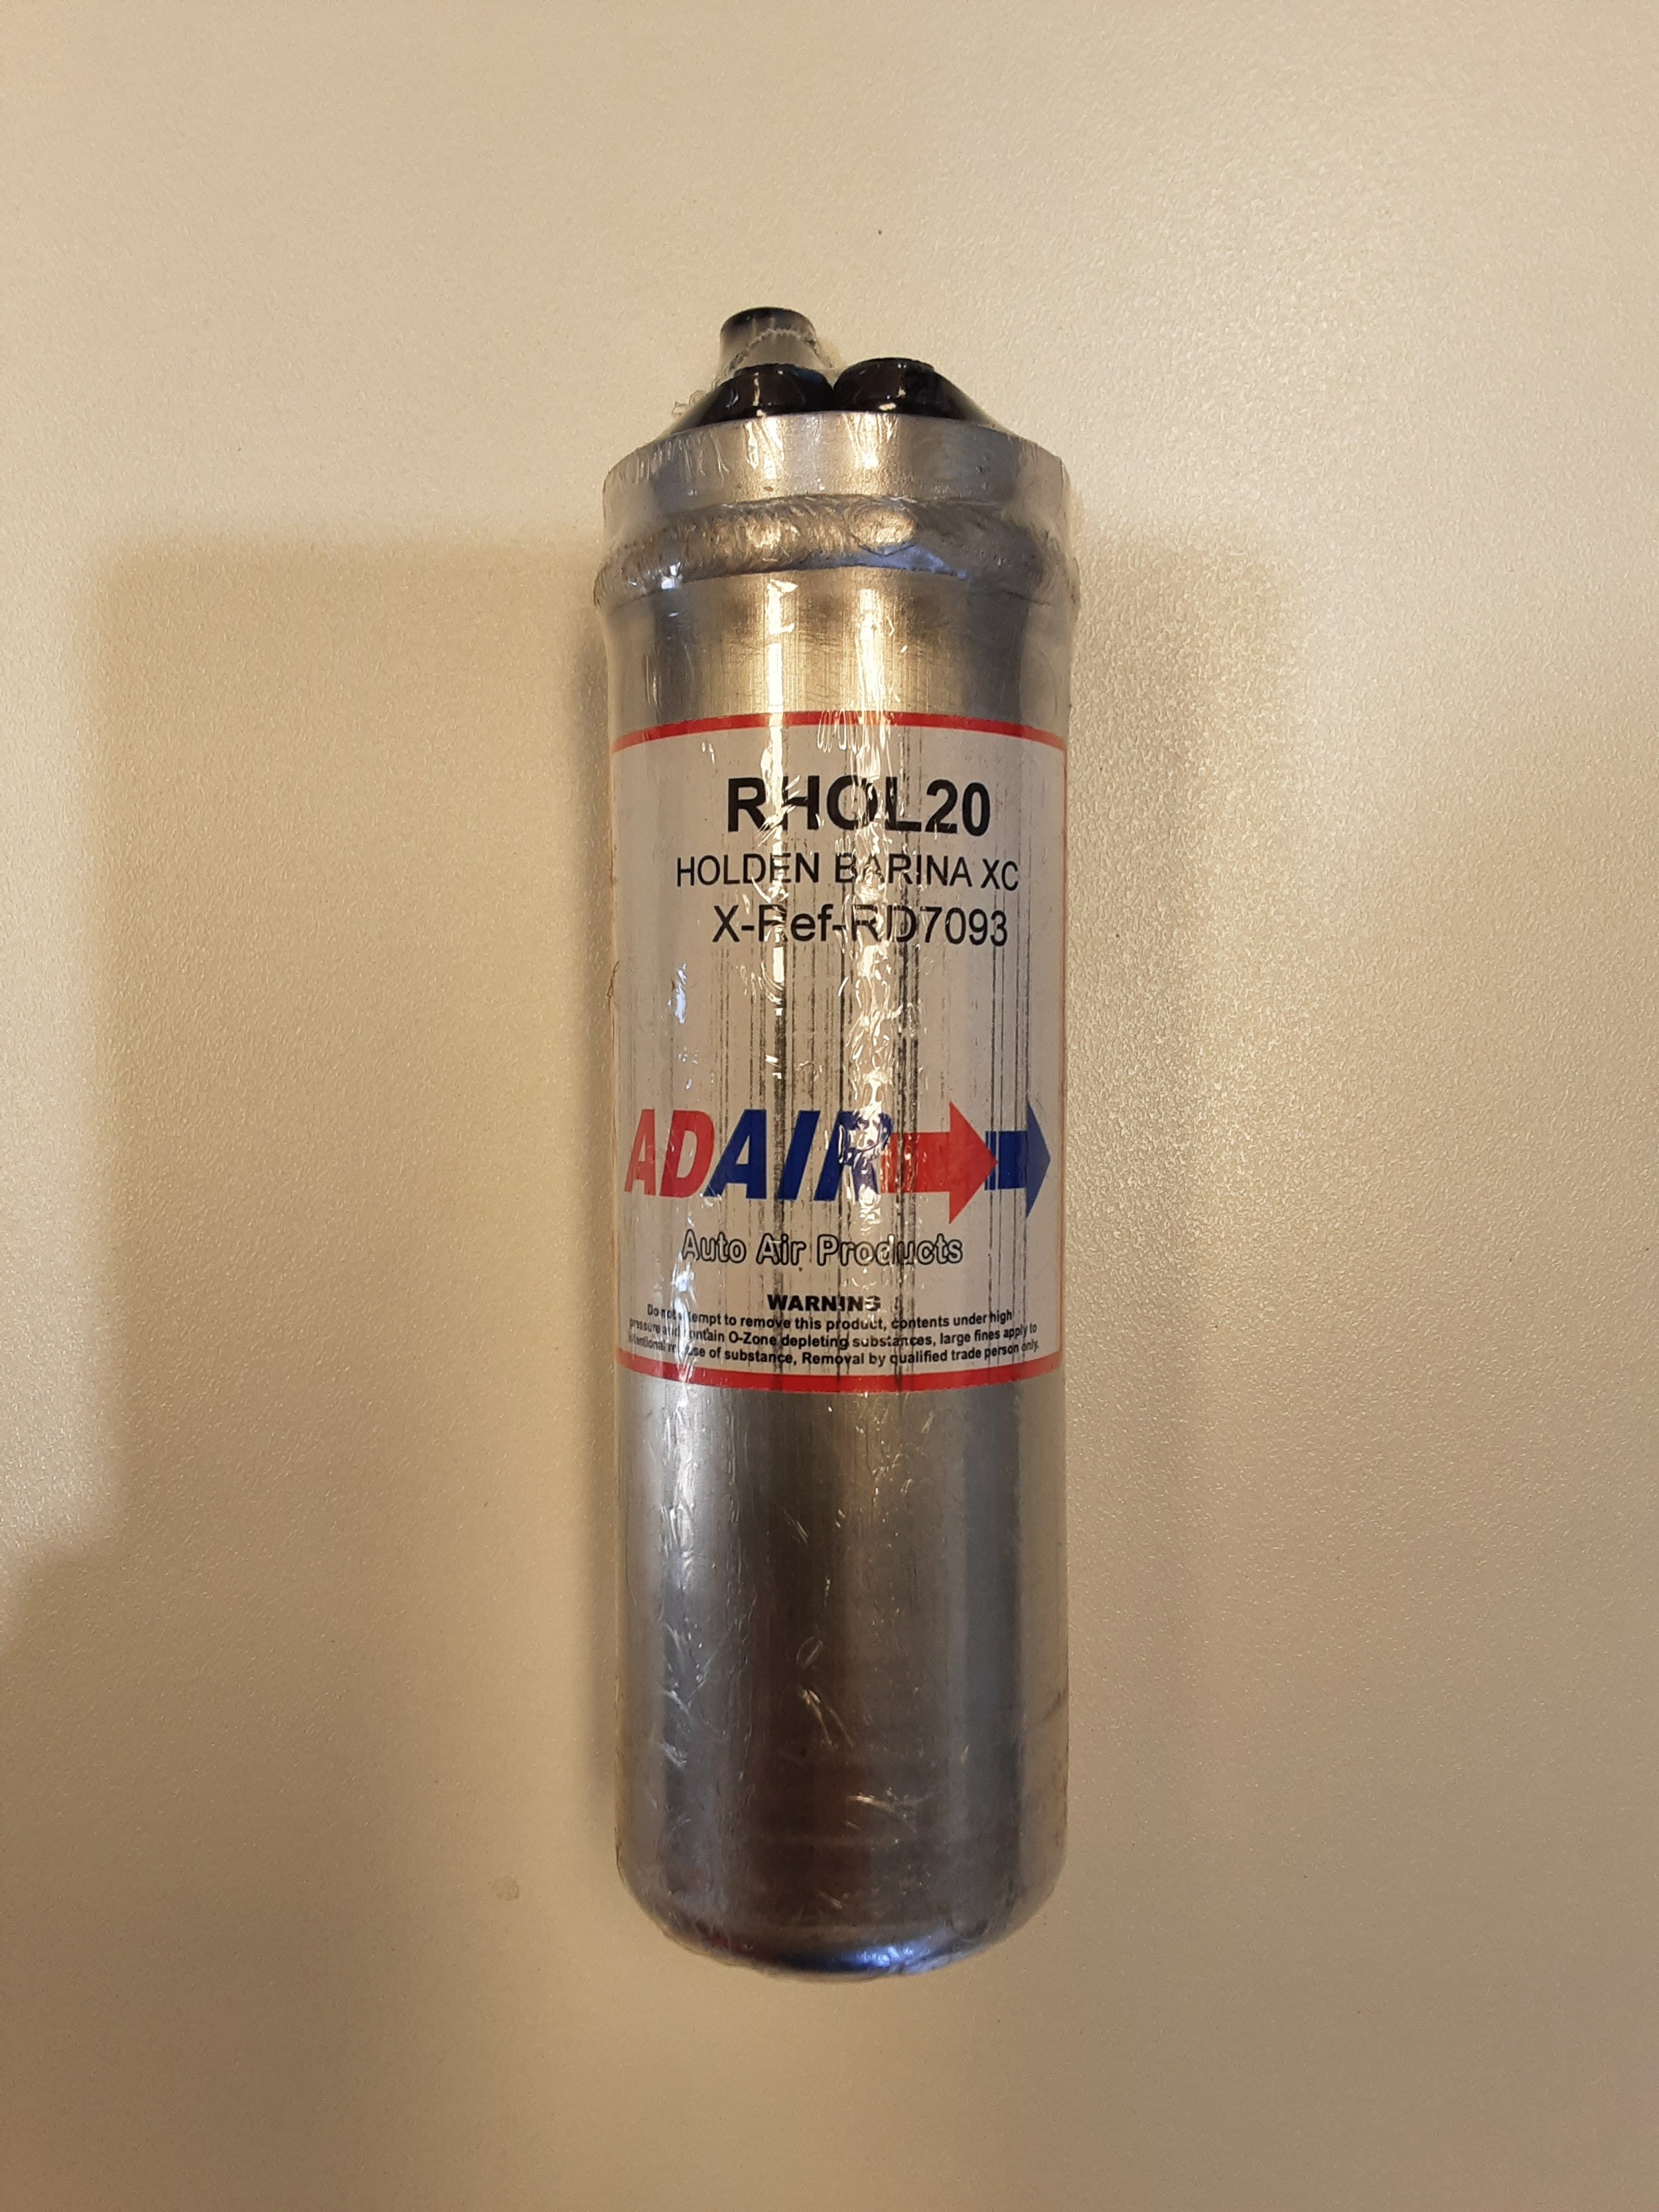 RHOL20
HOLDEN BARINA XC
X-Ref-RD7093
ADAIR
Auto Air Products
WARNING
Do not attempt to remove this product, contents under high
pressure and contain O-Zone depleting substances, large fines apply to
intentional release of substance, Removal by qualified trade person only.